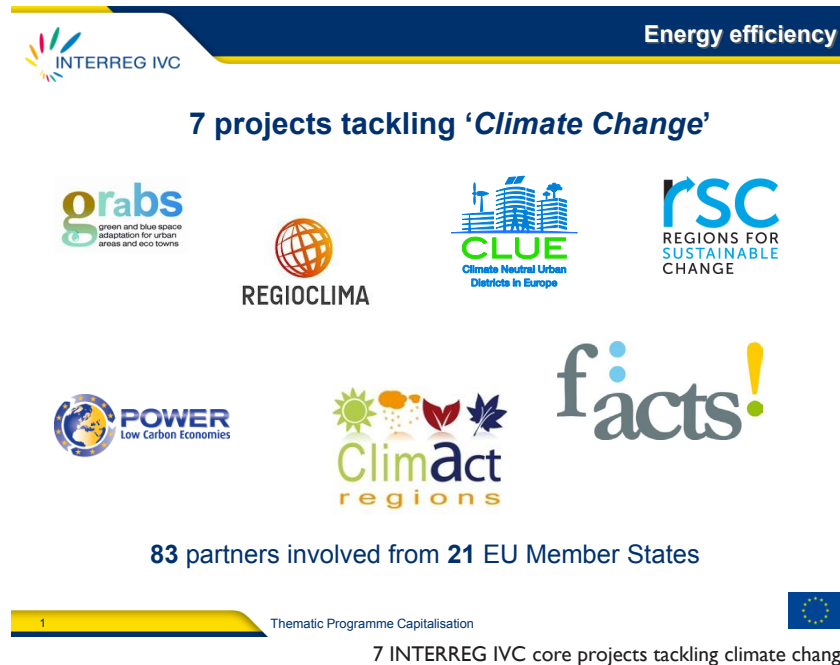 Energy efficiency
INTERREG IVC
7 projects tackling ‘Climate Change’
grabs
green and blue space
adaptation for urban
areas and eco towns
REGIOCLIMA
CLUE
Climate Neutral Urban
Districts in Europe
rsc
REGIONS FOR
SUSTAINABLE
CHANGE
POWER
Low Carbon Economies
ClimAct
regions
facts!
83 partners involved from 21 EU Member States
1
Thematic Programme Capitalisation
7 INTERREG IVC core projects tackling climate chang